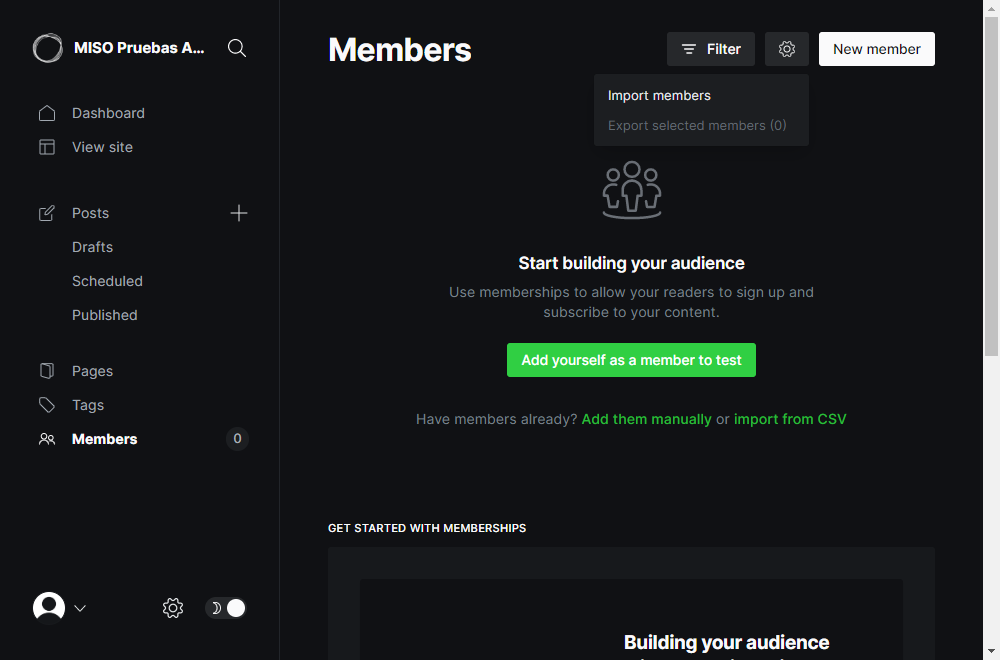 MISO Pruebas A...
Dashboard
View site
Posts
Drafts
Scheduled
Published
Pages
Tags
Members
0
Members
Filter
New member
Import members
Export selected members (0)
Start building your audience
Use memberships to allow your readers to sign up and
subscribe to your content.
Add yourself as a member to test
Have members already? Add them manually or import from CSV
GET STARTED WITH MEMBERSHIPS
Building your audience